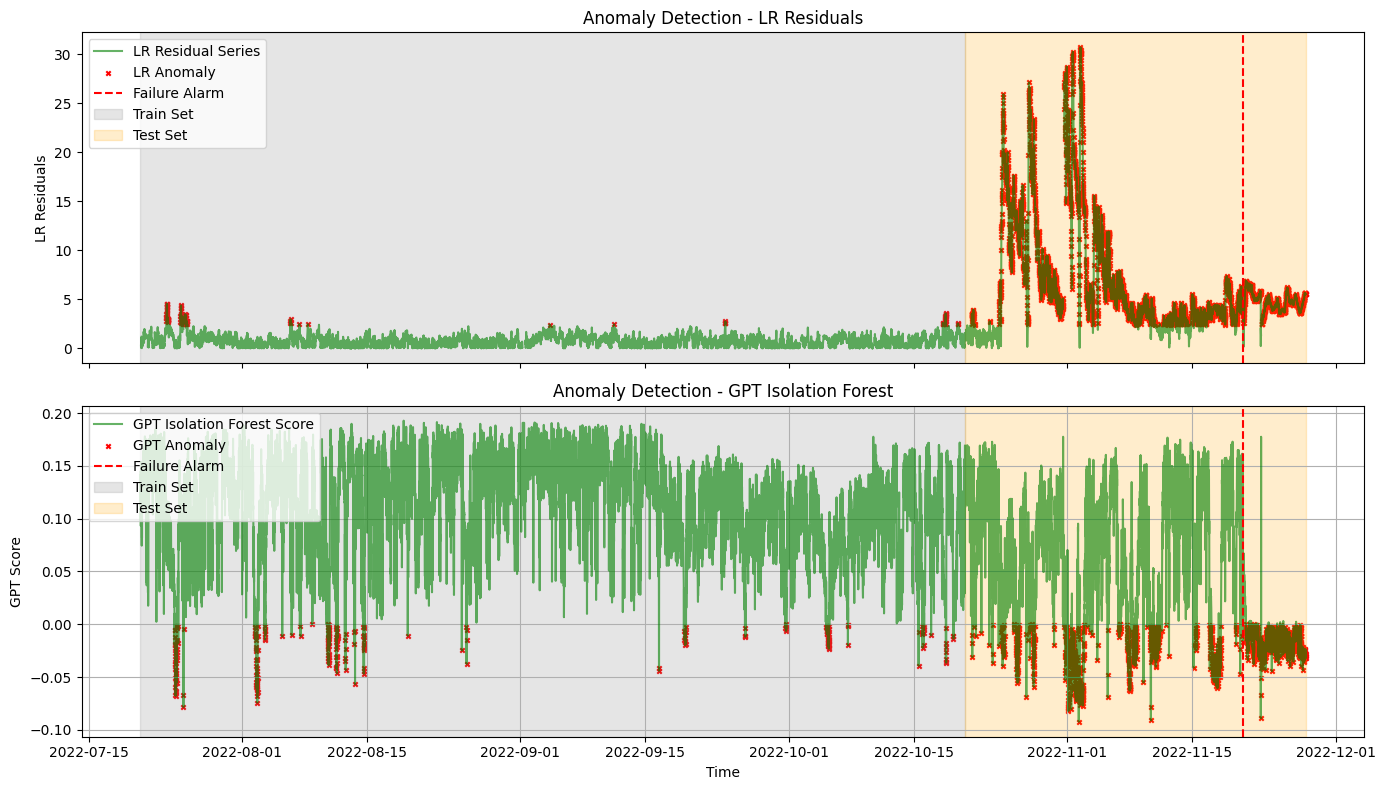 Anomaly Detection - LR Residuals
LR Residuals
30
25
20
15
10
5
0
LR Residual Series
LR Anomaly
Failure Alarm
Train Set
Test Set
Anomaly Detection - GPT Isolation Forest
GPT Score
0.20
0.15
0.10
0.05
0.00
−0.05
−0.10
GPT Isolation Forest Score
GPT Anomaly
Failure Alarm
Train Set
Test Set
2022-07-15
2022-08-01
2022-08-15
2022-09-01
2022-09-15
2022-10-01
2022-10-15
2022-11-01
2022-11-15
2022-12-01
Time